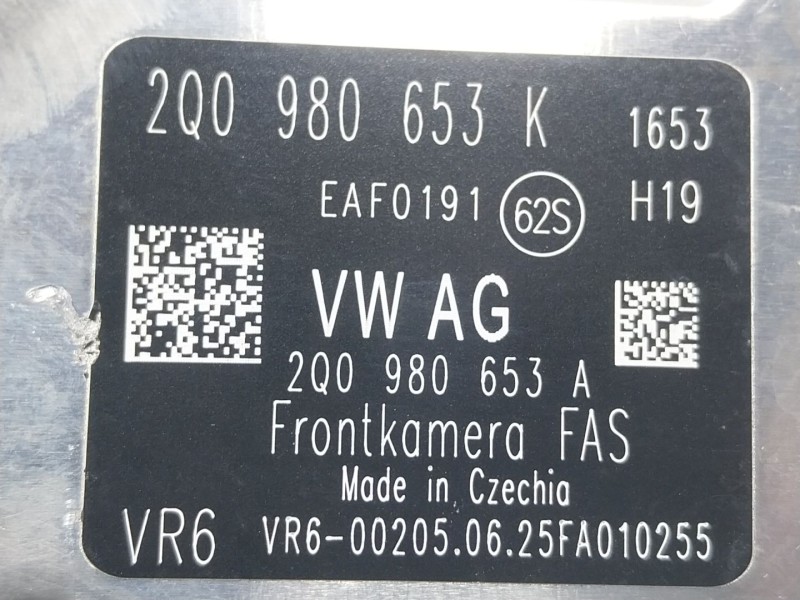 2Q0 980 653 K 1653
EAF0191 62S H19
VW AG
2Q0 980 653 A
Frontkamera FAS
Made in Czechia
VR6 VR6-00205.06.25FA010255